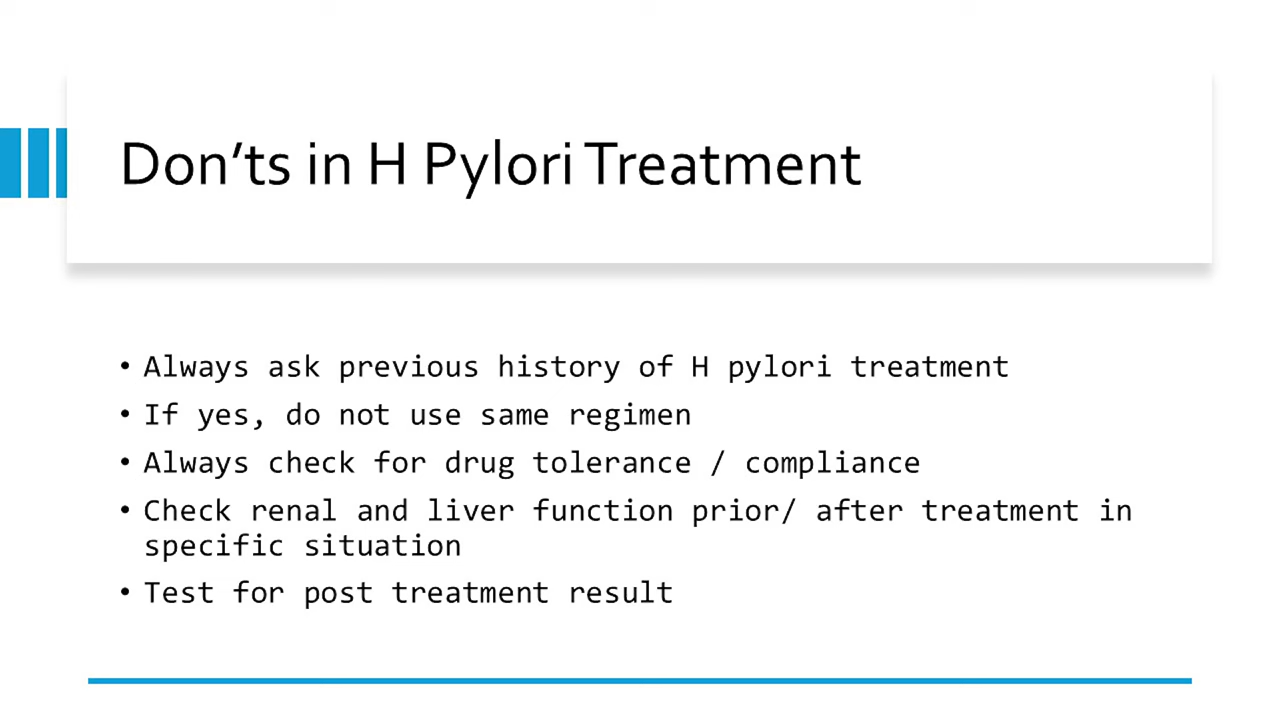 Don’ts in H Pylori Treatment
• Always ask previous history of H pylori treatment
• If yes, do not use same regimen
• Always check for drug tolerance / compliance
• Check renal and liver function prior/ after treatment in
specific situation
• Test for post treatment result